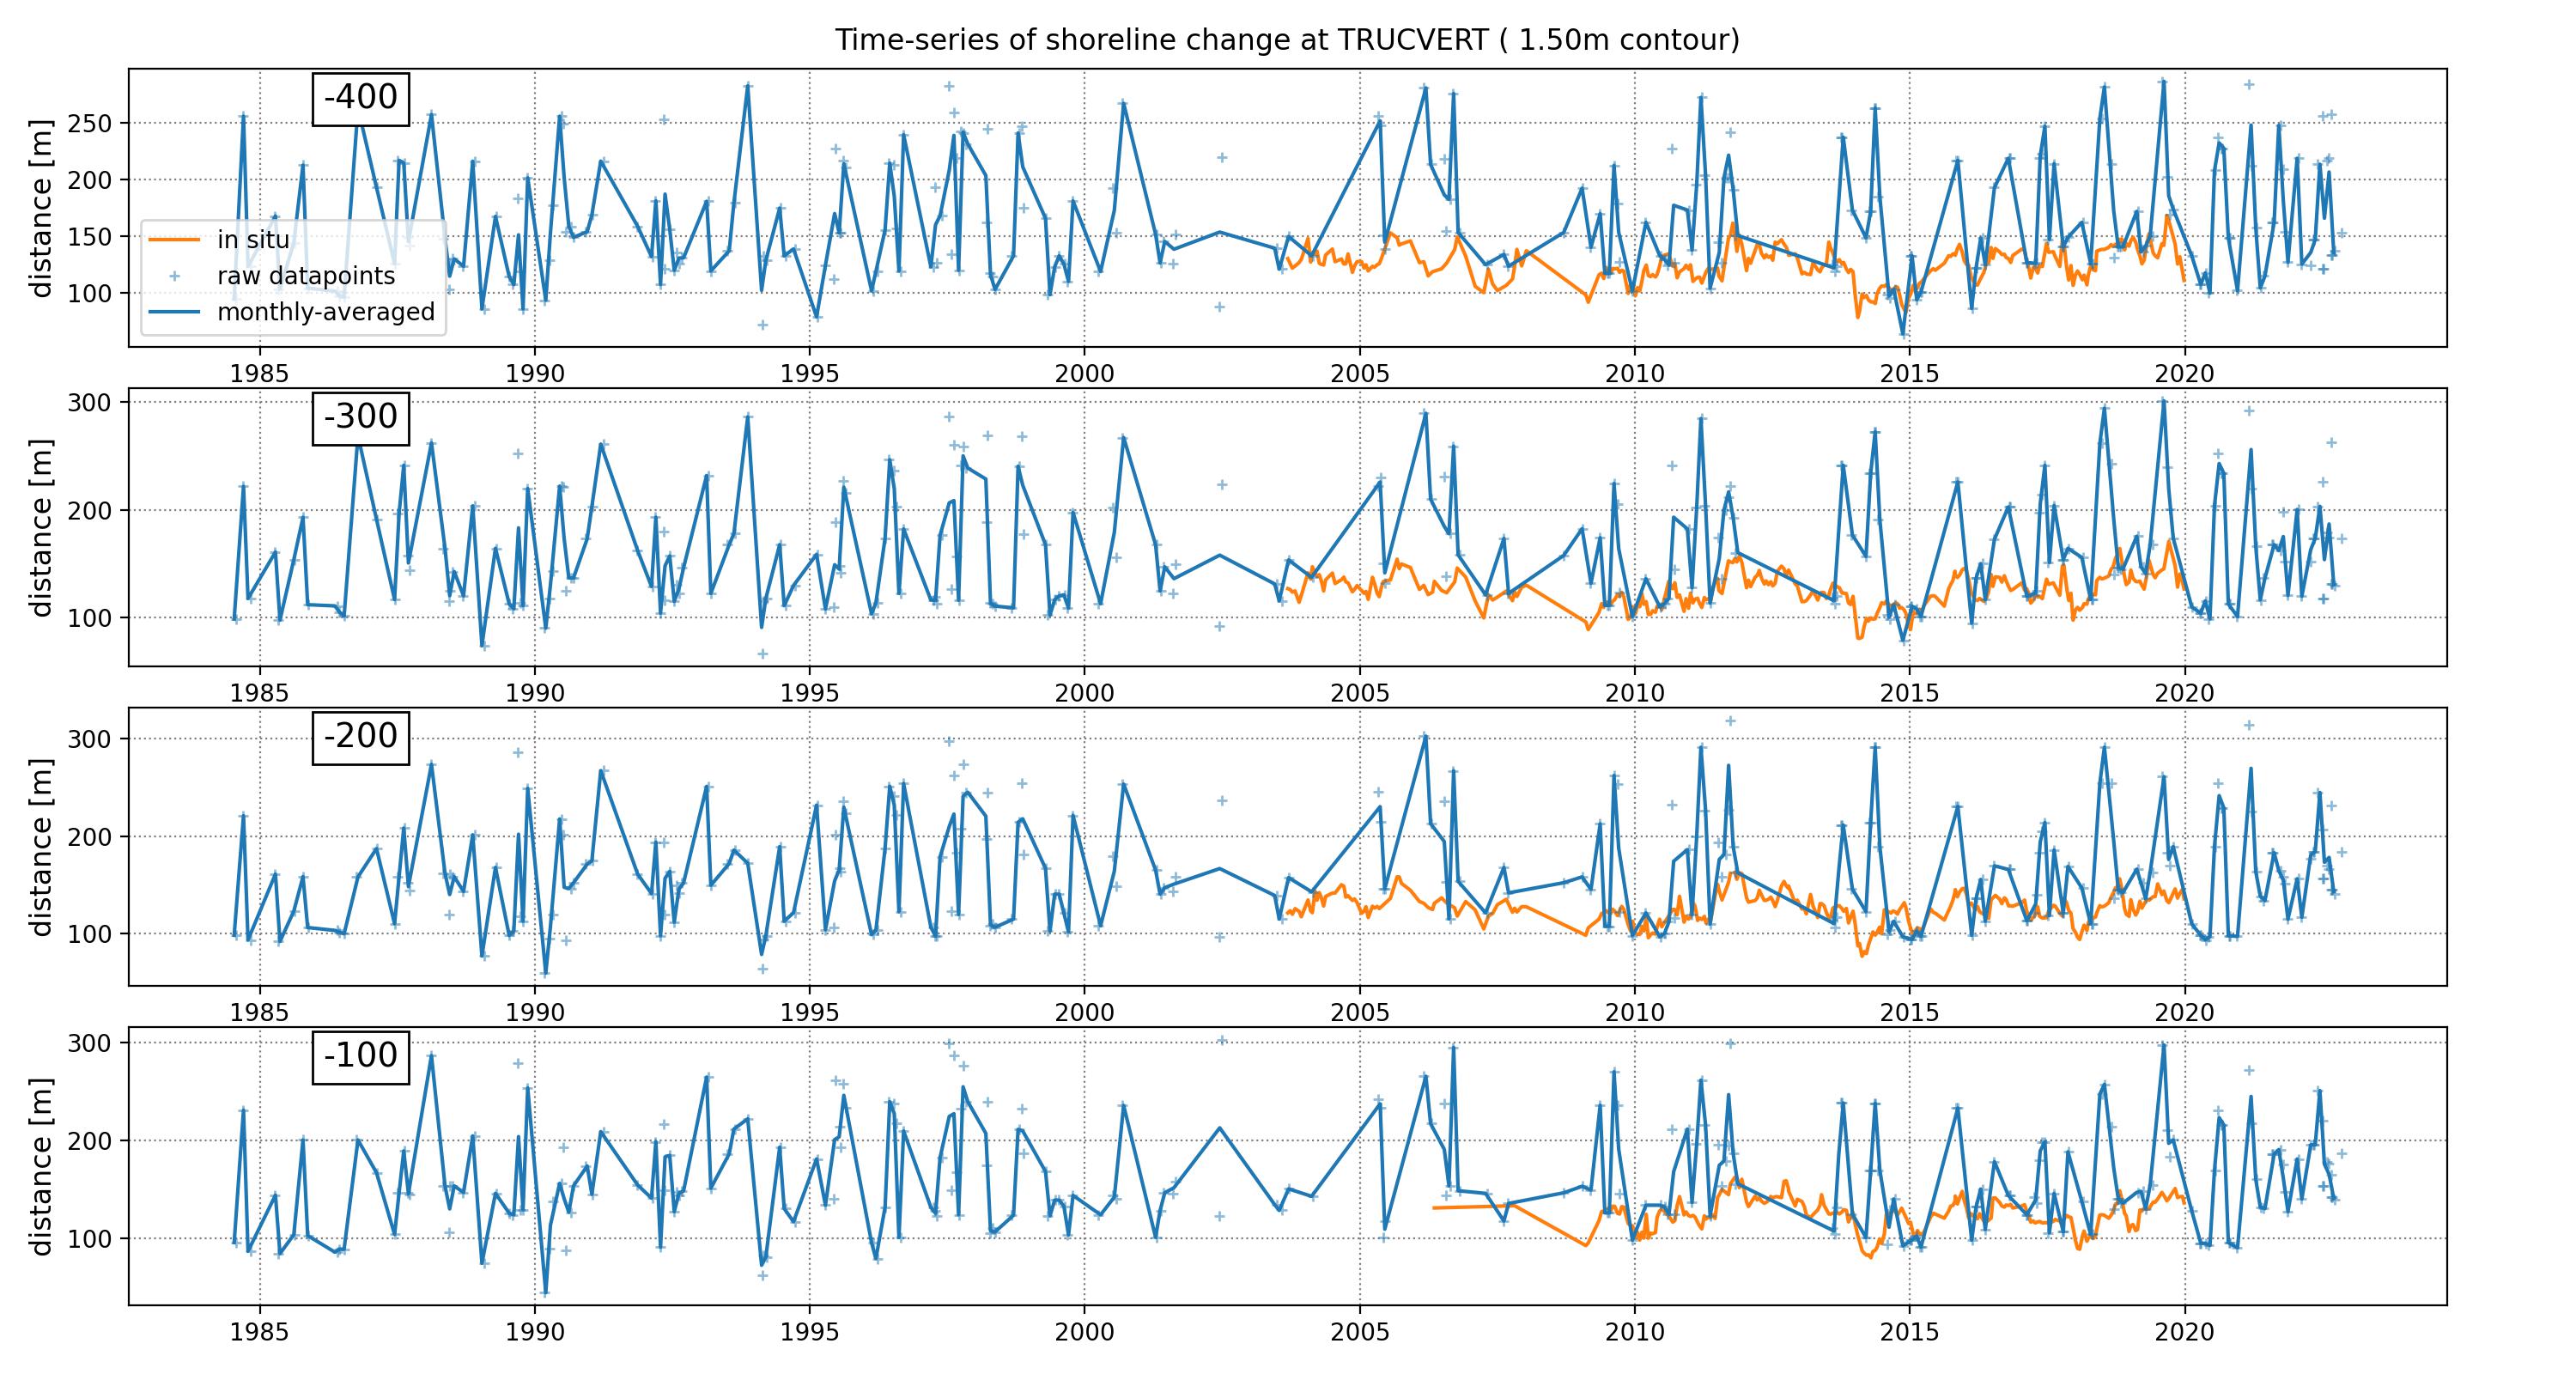 Time-series of shoreline change at TRUCVERT ( 1.50m contour)
distance [m]
250
200
150
100
-400
in situ
raw datapoints
monthly-averaged
1985 1990 1995 2000 2005 2010 2015 2020
distance [m]
300
200
100
-300
1985 1990 1995 2000 2005 2010 2015 2020
distance [m]
300
200
100
-200
1985 1990 1995 2000 2005 2010 2015 2020
distance [m]
300
200
100
-100
1985 1990 1995 2000 2005 2010 2015 2020